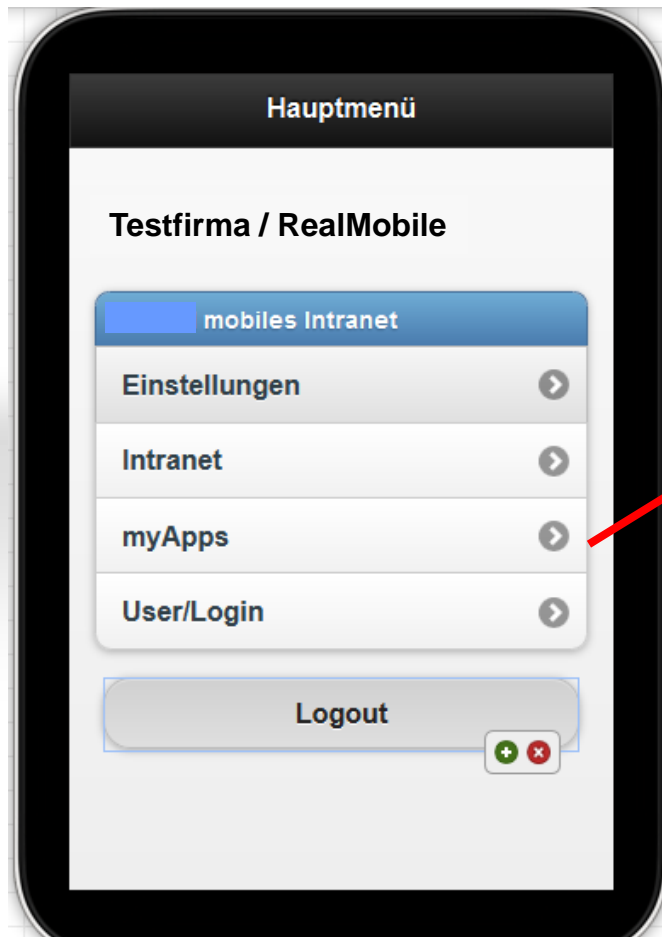 Hauptmenü
Testfirma / RealMobile
mobiles Intranet
Einstellungen
Intranet
myApps
User/Login
Logout